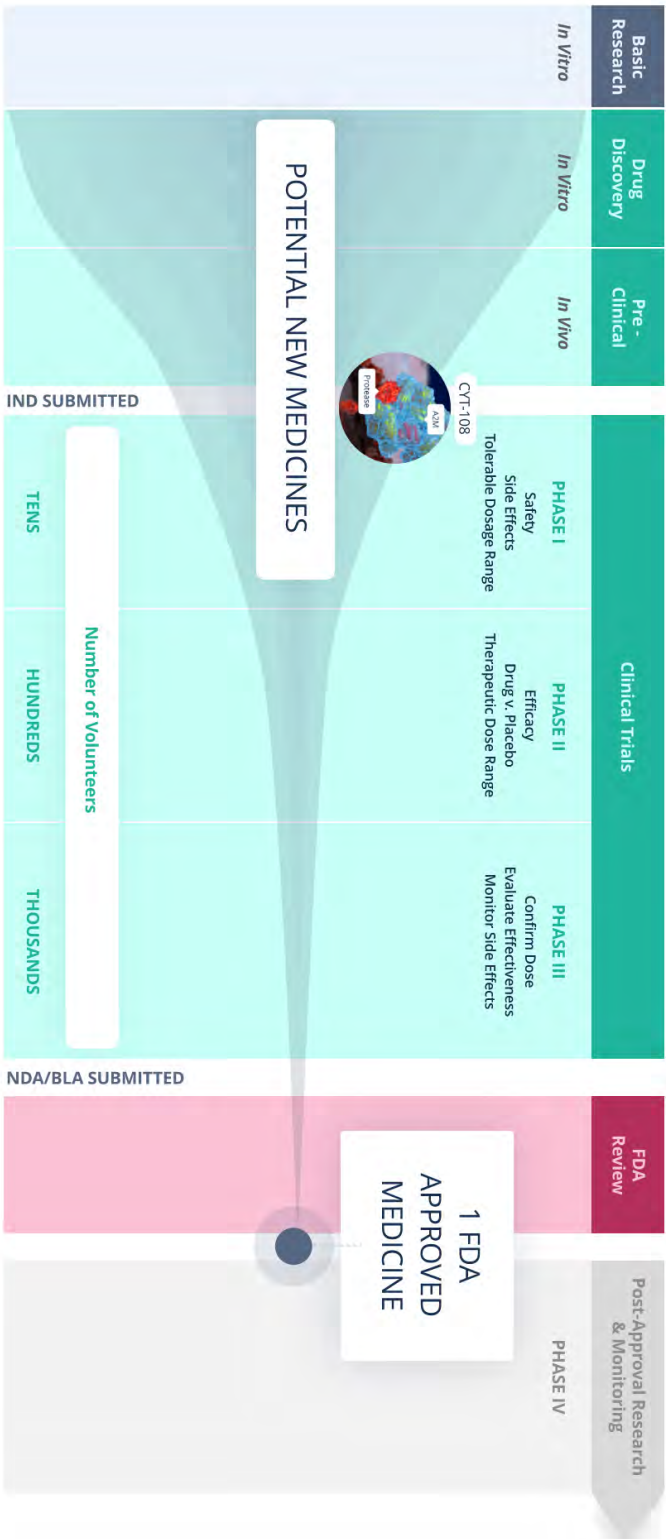 Basic
Research
Drug
Discovery
Pre -
Clinical
Clinical Trials
FDA
Review
Post-Approval Research
& Monitoring
In Vitro
In Vitro
In Vivo
PHASE I
Safety
Side Effects
Tolerable Dosage Range
PHASE II
Efficacy
Drug v. Placebo
Therapeutic Dose Range
PHASE III
Confirm Dose
Evaluate Effectiveness
Monitor Side Effects
PHASE IV
CYT-108
A2M
Protease
POTENTIAL NEW MEDICINES
1 FDA
APPROVED
MEDICINE
Number of Volunteers
TENS
HUNDREDS
THOUSANDS
IND SUBMITTED
NDA/BLA SUBMITTED